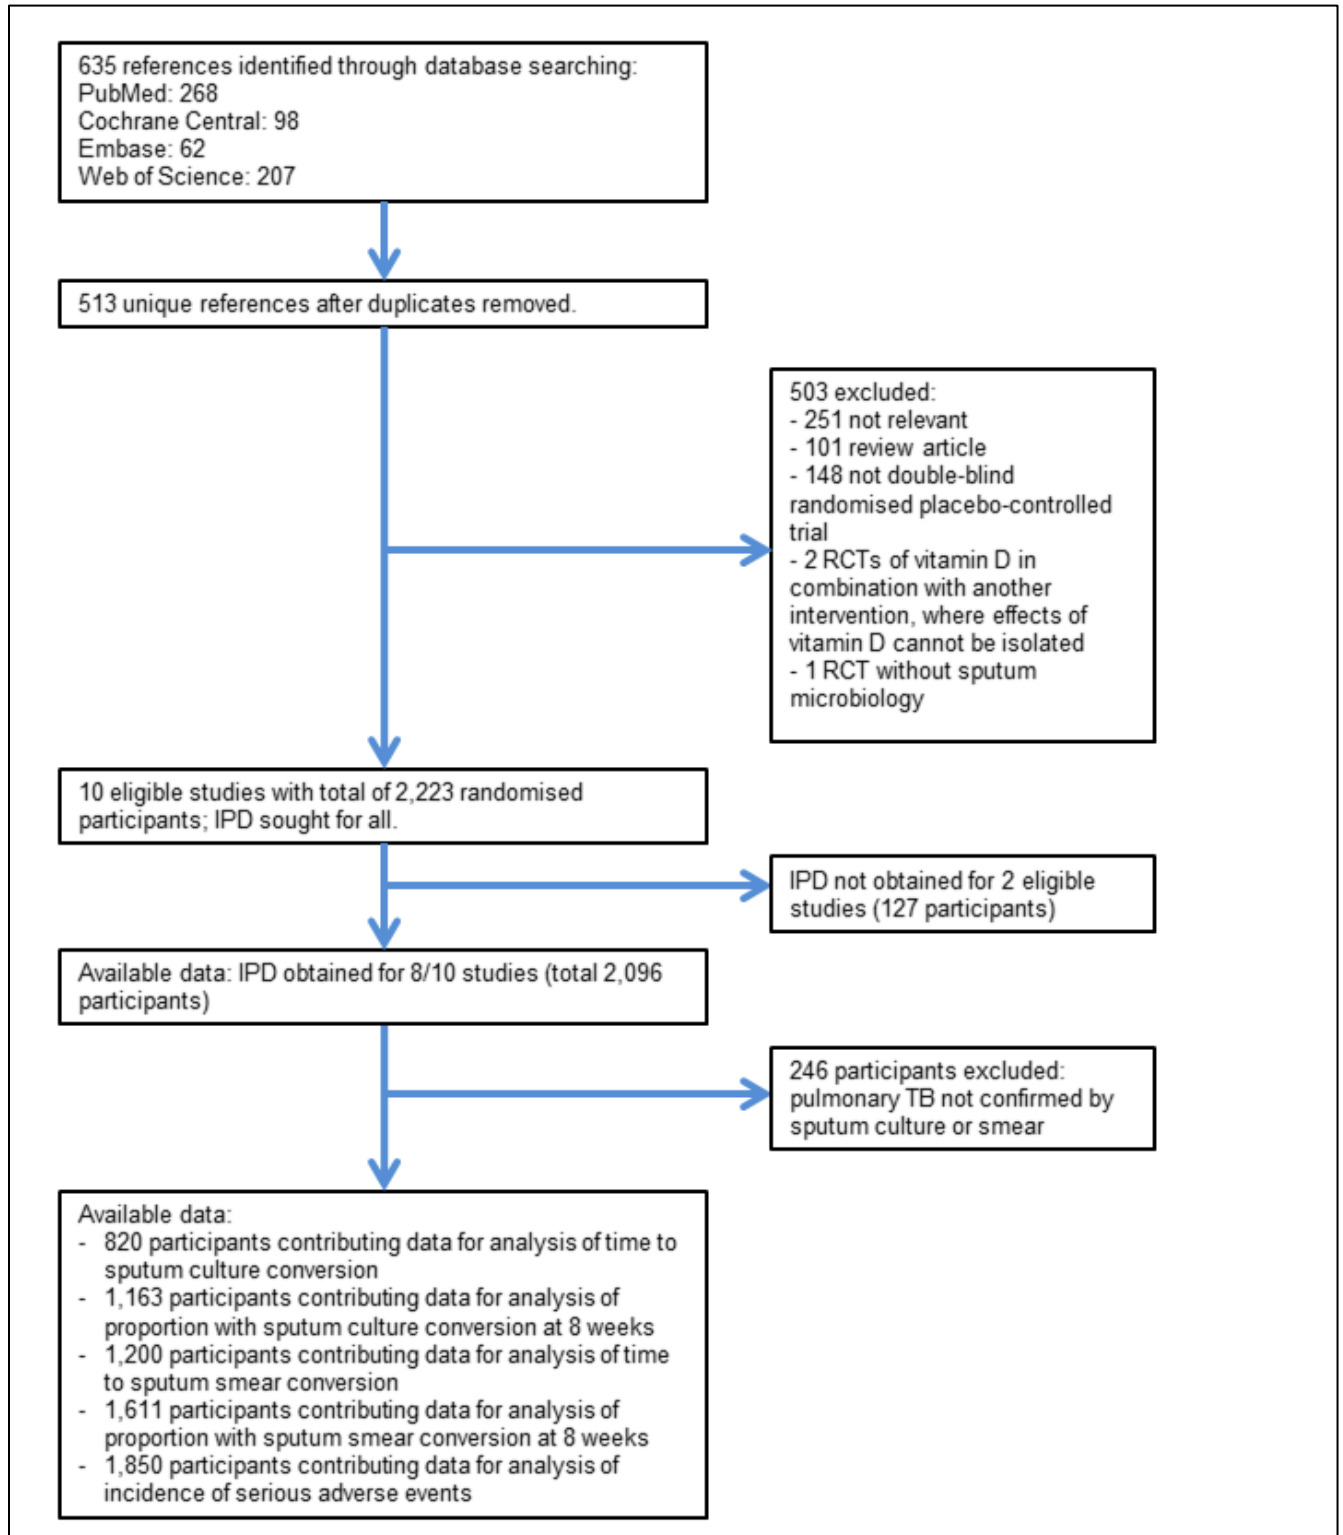 635 references identified through database searching:
PubMed: 268
Cochrane Central: 98
Embase: 62
Web of Science: 207
513 unique references after duplicates removed.
503 excluded:
- 251 not relevant
- 101 review article
- 148 not double-blind
randomised placebo-controlled
trial
- 2 RCTs of vitamin D in
combination with another
intervention, where effects of
vitamin D cannot be isolated
- 1 RCT without sputum
microbiology
10 eligible studies with total of 2,223 randomised
participants; IPD sought for all.
IPD not obtained for 2 eligible
studies (127 participants)
Available data: IPD obtained for 8/10 studies (total 2,096
participants)
246 participants excluded:
pulmonary TB not confirmed by
sputum culture or smear
Available data:
- 820 participants contributing data for analysis of time to
sputum culture conversion
- 1,163 participants contributing data for analysis of
proportion with sputum culture conversion at 8 weeks
- 1,200 participants contributing data for analysis of time
to sputum smear conversion
- 1,611 participants contributing data for analysis of
proportion with sputum smear conversion at 8 weeks
- 1,850 participants contributing data for analysis of
incidence of serious adverse events